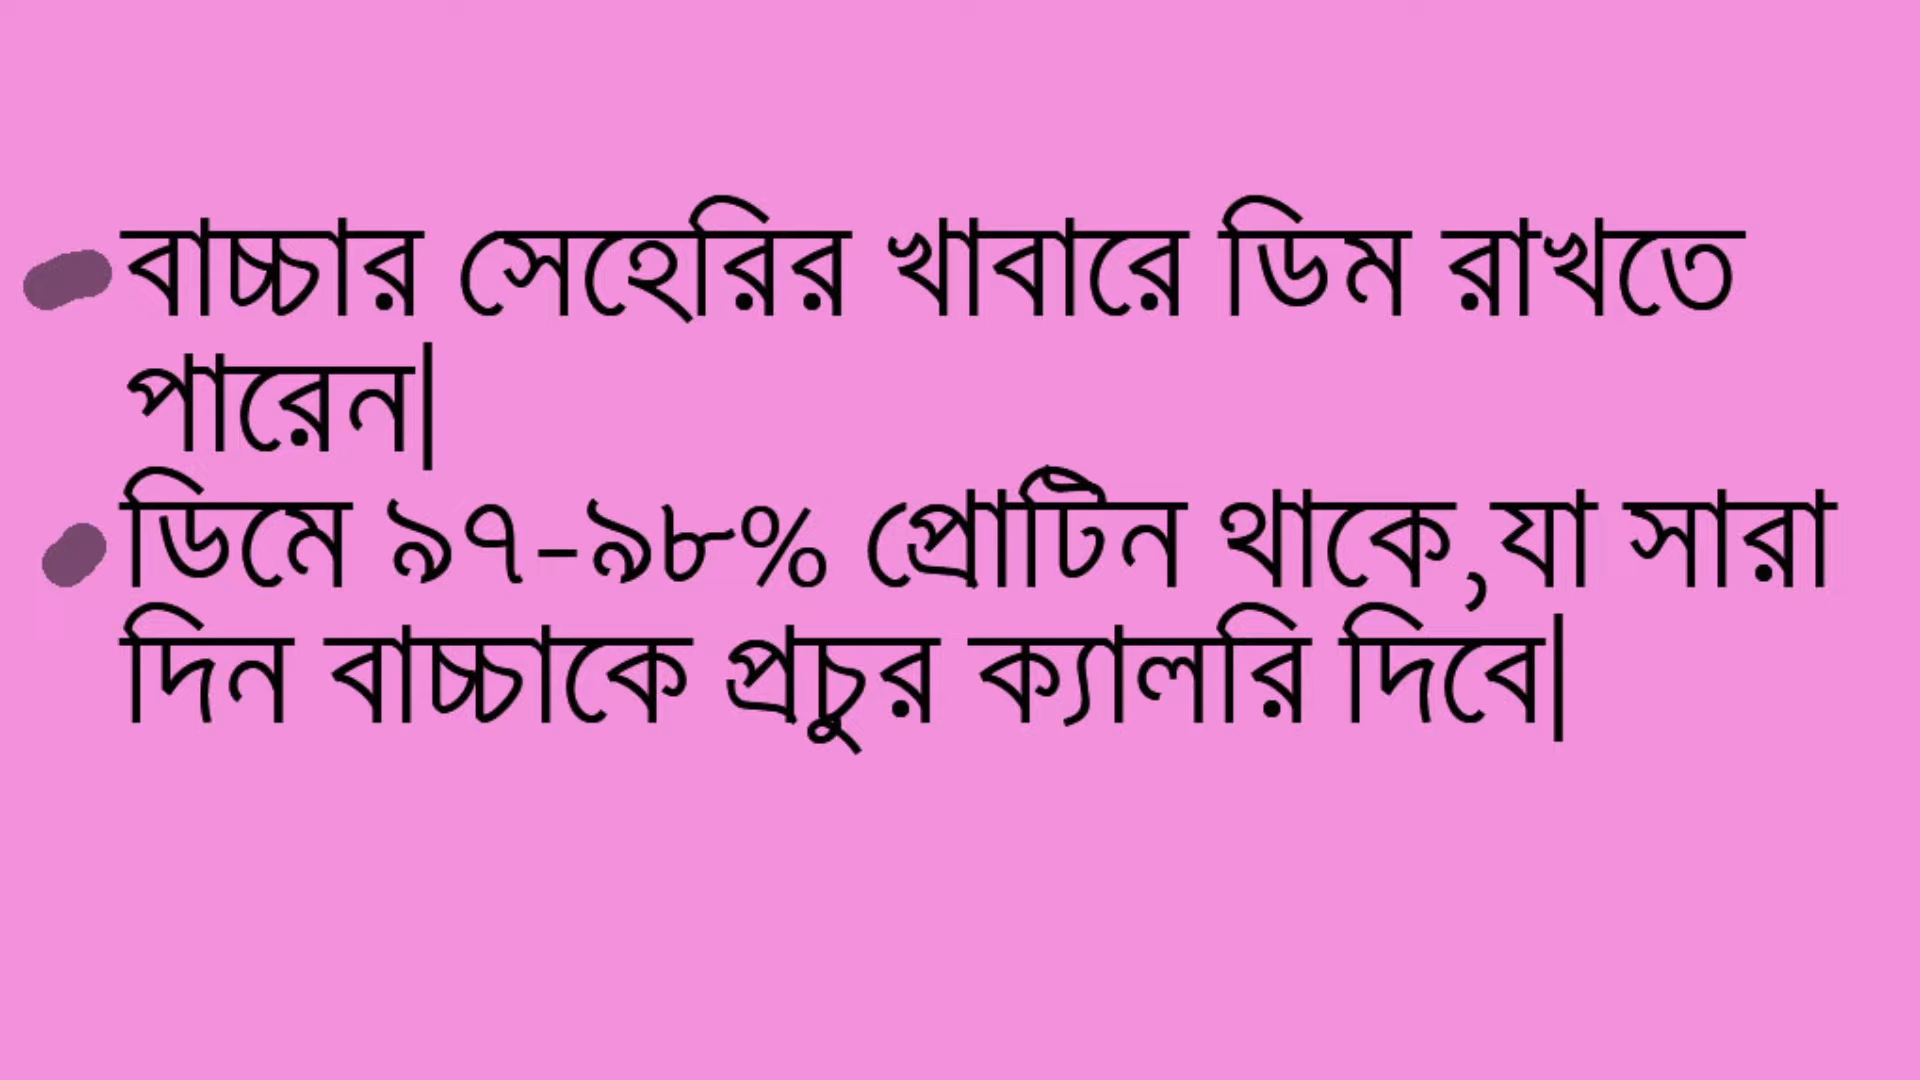 বাচ্চার সেহেরির খাবারে ডিম রাখতে
পারেন|
ডিমে ৯৭-৯৮% প্রোটিন থাকে,যা সারা
দিন বাচ্চাকে প্রচুর ক্যালরি দিবে|